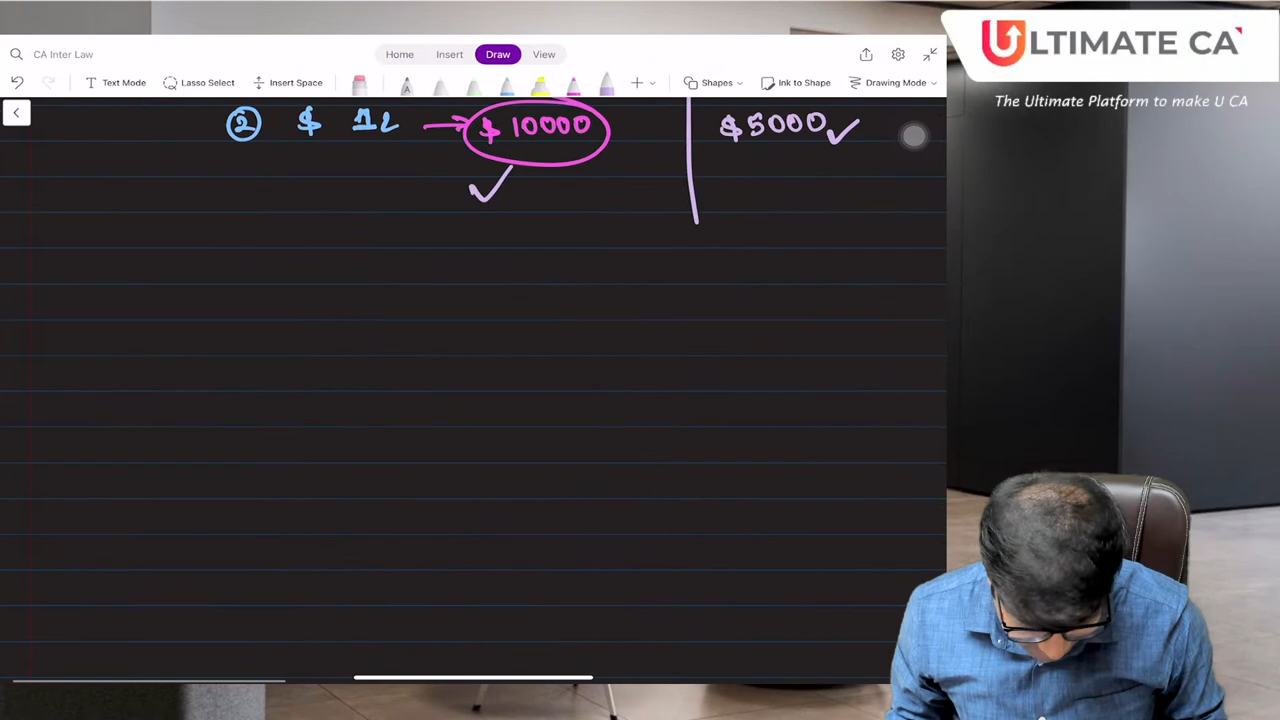 ULTIMATE CA
The Ultimate Platform to make U CA
CA Inter Law
Home Insert Draw View
Text Mode Lasso Select Insert Space Shapes Ink to Shape Drawing Mode
2 $ 1L → $ 10000 $5000